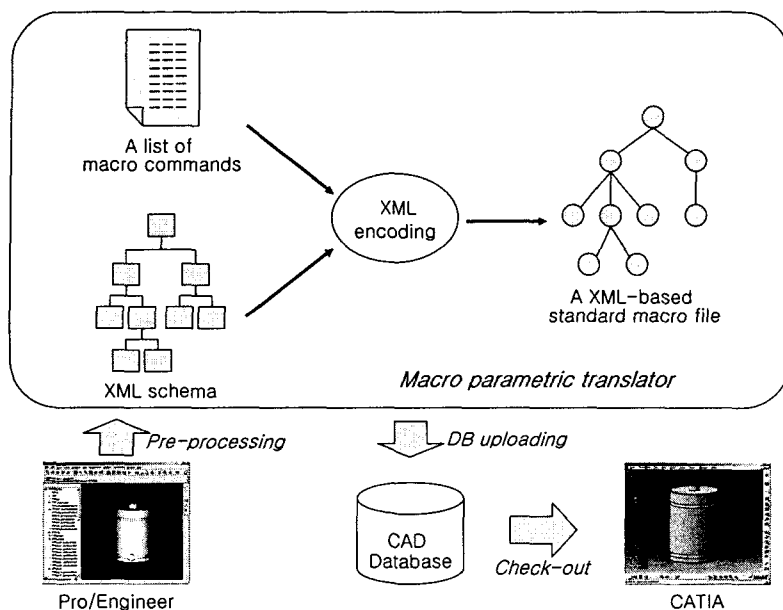 A list of
macro commands
XML
encoding
A XML-based
standard macro file
XML schema
Macro parametric translator
Pre-processing
DB uploading
CAD
Database
Check-out
Pro/Engineer
CATIA